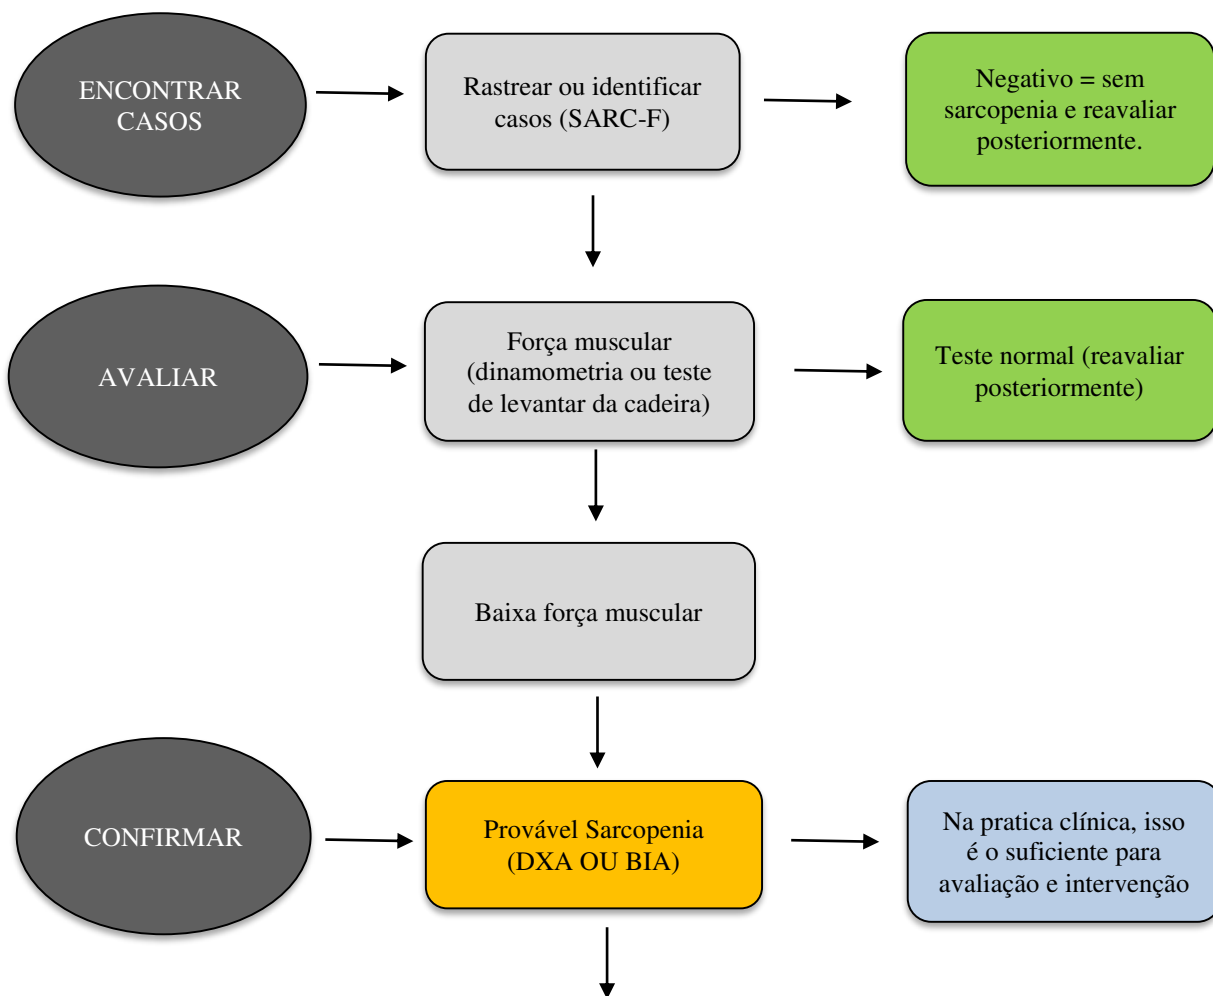 ENCONTRAR
CASOS
Rastrear ou identificar
casos (SARC-F)
Negativo = sem
sarcopenia e reavaliar
posteriormente.
AVALIAR
Força muscular
(dinamometria ou teste
de levantar da cadeira)
Teste normal (reavaliar
posteriormente)
Baixa força muscular
CONFIRMAR
Provável Sarcopenia
(DXA OU BIA)
Na pratica clínica, isso
é o suficiente para
avaliação e intervenção